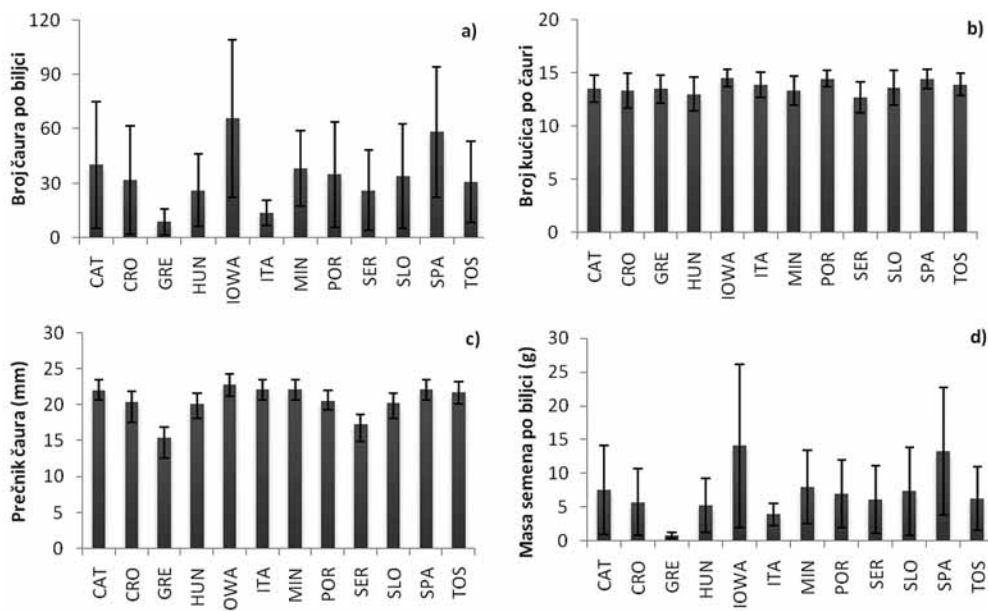 a)
Broj čaura po biljci
120
90
60
30
0
CAT CRO GRE HUN IOWA ITA MIN POR SER SLO SPA TOS
b)
Broj kućica po čauri
20
15
10
5
0
CAT CRO GRE HUN IOWA ITA MIN POR SER SLO SPA TOS
c)
Prečnik čaura (mm)
30
25
20
15
10
5
0
CAT CRO GRE HUN OWA ITA MIN POR SER SLO SPA TOS
d)
Masa semena po biljci (g)
30
25
20
15
10
5
0
CAT CRO GRE HUN IOWA ITA MIN POR SER SLO SPA TOS